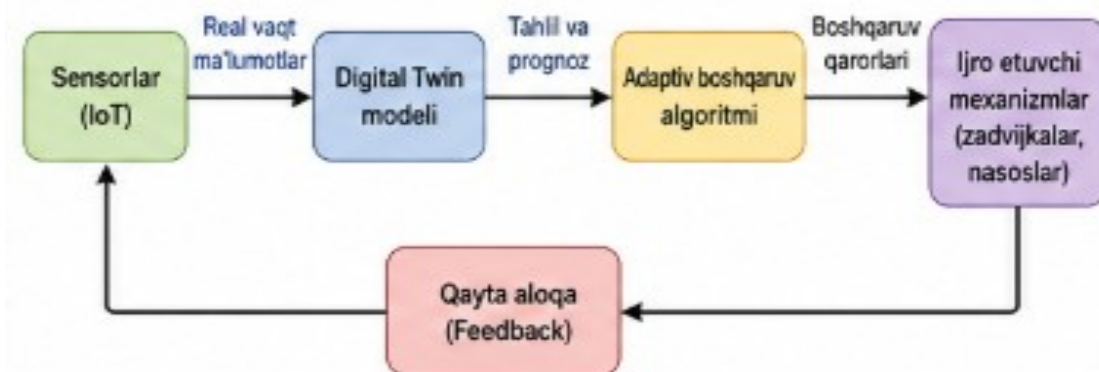 Sensorlar
(IoT)
Real vaqt
ma'lumotlar
Digital Twin
modeli
Tahlil va
prognoz
Adaptiv boshqaruv
algoritmi
Boshqaruv
qarorlari
Ijro etuvchi
mexanizmlar
(zadvijkalar,
nasoslar)
Qayta aloqa
(Feedback)